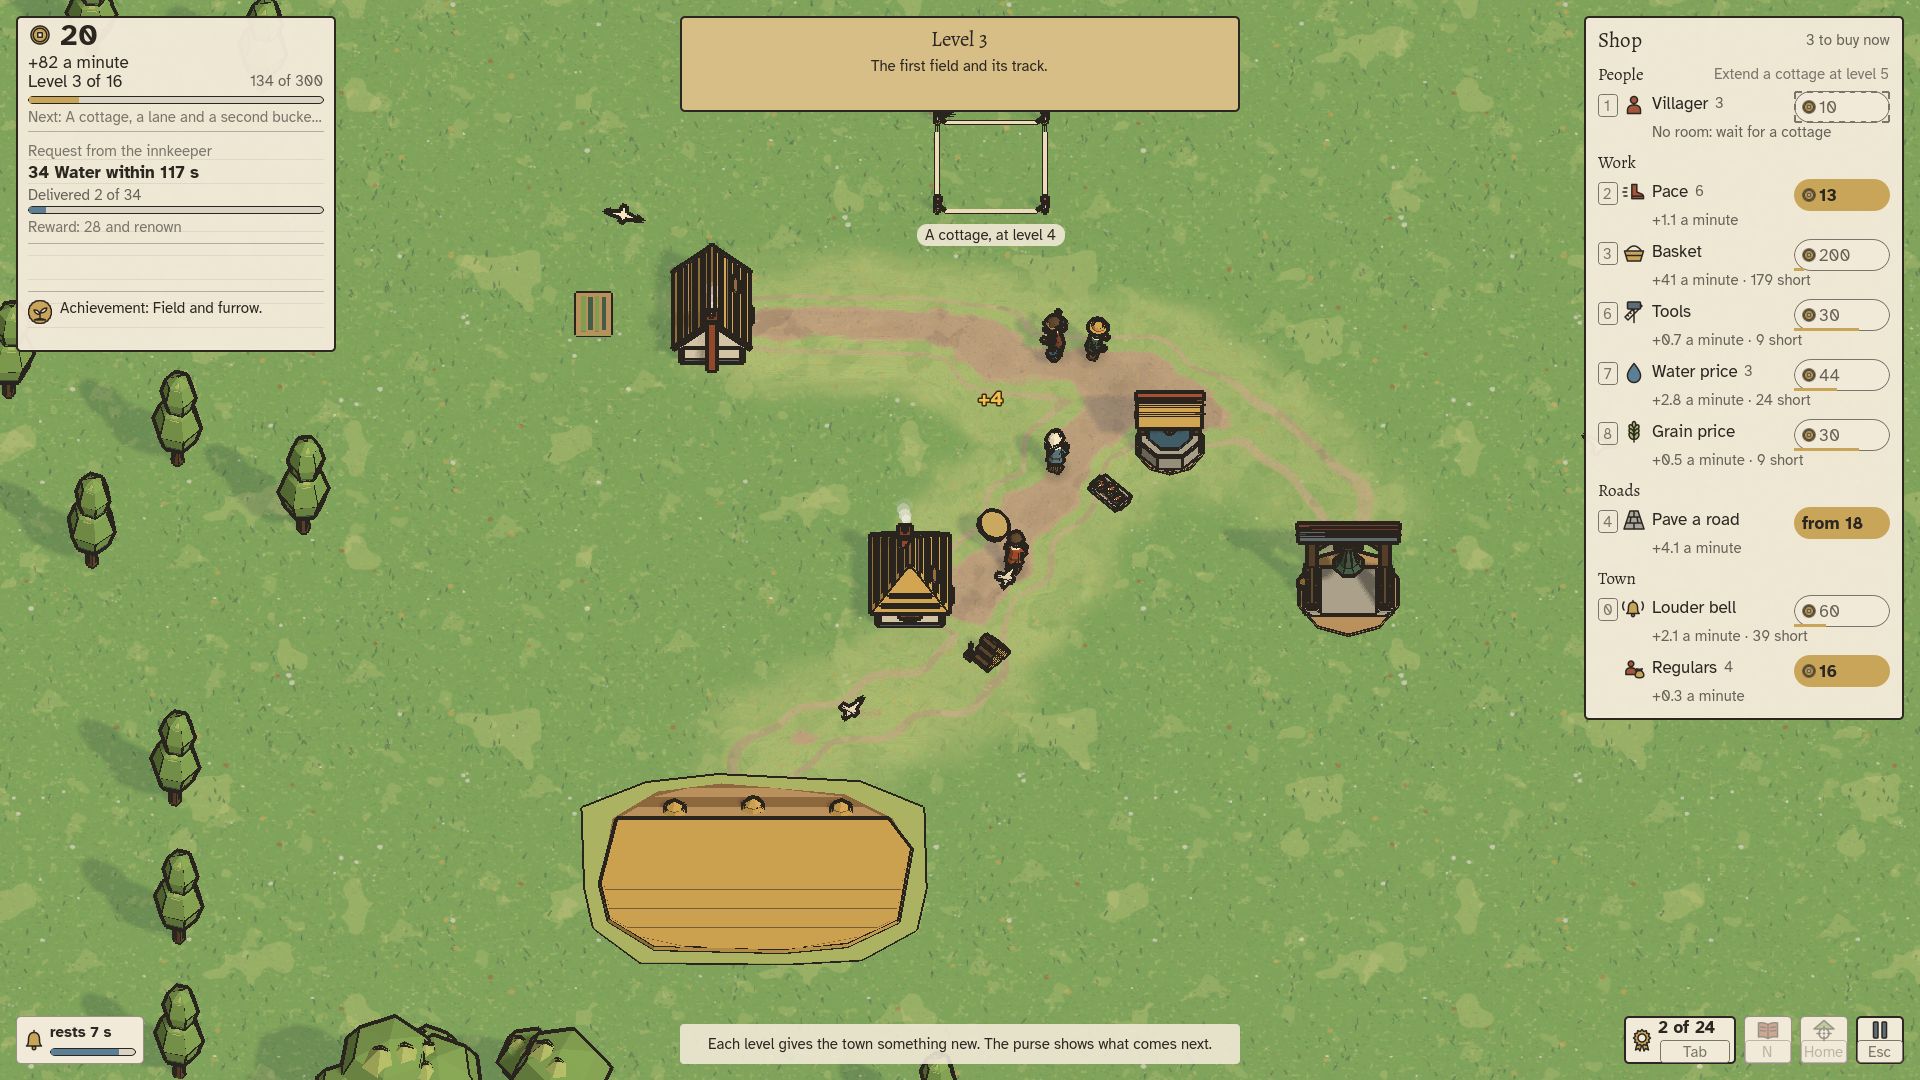 20
+82 a minute
Level 3 of 16 134 of 300
Next: A cottage, a lane and a second bucke...
Request from the innkeeper
34 Water within 117 s
Delivered 2 of 34
Reward: 28 and renown
Achievement: Field and furrow.
Level 3
The first field and its track.
A cottage, at level 4
+4
Shop 3 to buy now
People Extend a cottage at level 5
1 Villager 3 10
No room: wait for a cottage
Work
2 Pace 6 13
+1.1 a minute
3 Basket 200
+41 a minute · 179 short
6 Tools 30
+0.7 a minute · 9 short
7 Water price 3 44
+2.8 a minute · 24 short
8 Grain price 30
+0.5 a minute · 9 short
Roads
4 Pave a road from 18
+4.1 a minute
Town
0 Louder bell 60
+2.1 a minute · 39 short
Regulars 4 16
+0.3 a minute
rests 7 s
Each level gives the town something new. The purse shows what comes next.
2 of 24
Tab N Home Esc